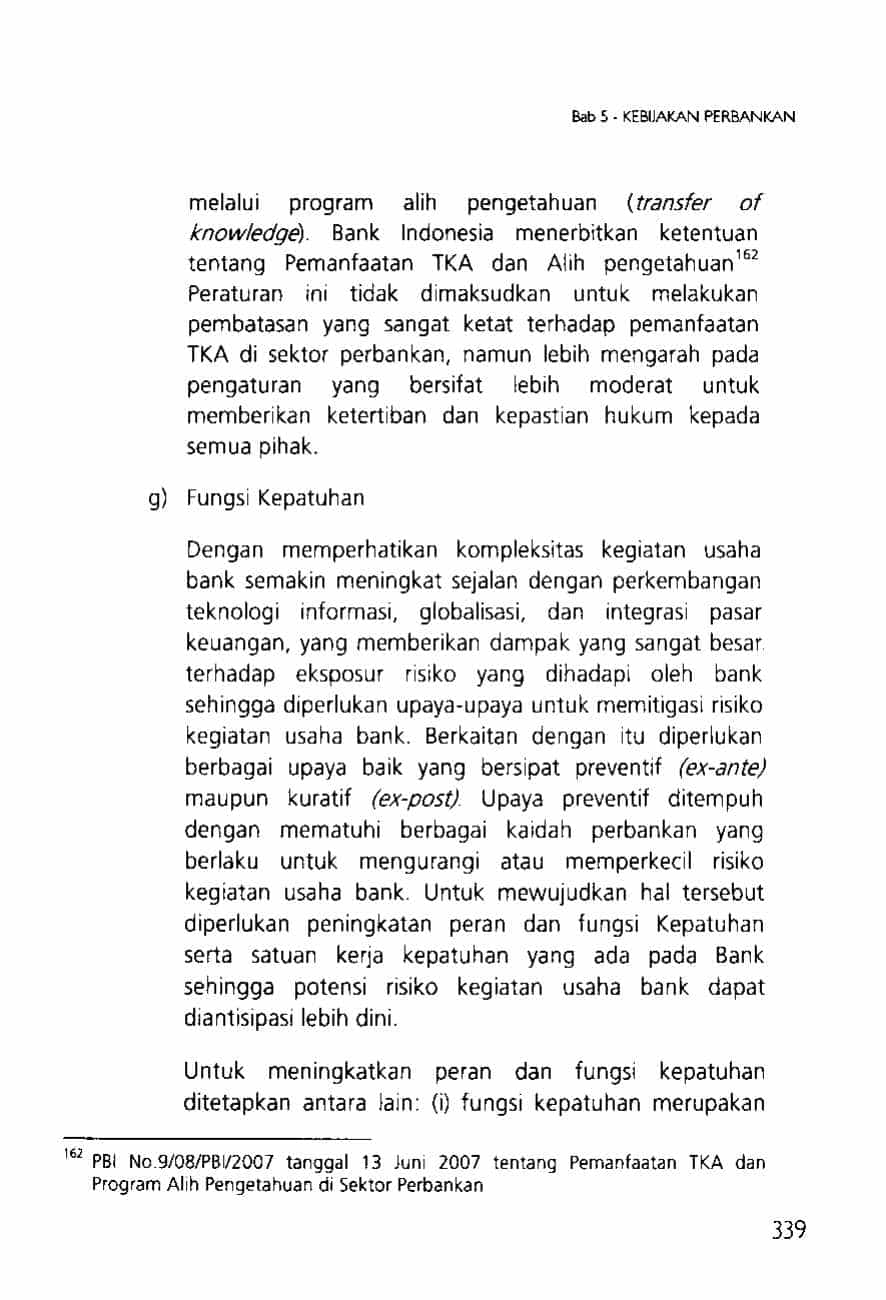 Bab 5 - KEBIJAKAN PERBANKAN
melalui program alih pengetahuan (transfer of
knowledge). Bank Indonesia menerbitkan ketentuan
tentang Pemanfaatan TKA dan Alih pengetahuan162
Peraturan ini tidak dimaksudkan untuk melakukan
pembatasan yang sangat ketat terhadap pemanfaatan
TKA di sektor perbankan, namun lebih mengarah pada
pengaturan yang bersifat lebih moderat untuk
memberikan ketertiban dan kepastian hukum kepada
semua pihak.
g) Fungsi Kepatuhan
Dengan memperhatikan kompleksitas kegiatan usaha
bank semakin meningkat sejalan dengan perkembangan
teknologi informasi, globalisasi, dan integrasi pasar
keuangan, yang memberikan dampak yang sangat besar
terhadap eksposur risiko yang dihadapi oleh bank
sehingga diperlukan upaya-upaya untuk memitigasi risiko
kegiatan usaha bank. Berkaitan dengan itu diperlukan
berbagai upaya baik yang bersipat preventif (ex-ante)
maupun kuratif (ex-post). Upaya preventif ditempuh
dengan mematuhi berbagai kaidah perbankan yang
berlaku untuk mengurangi atau memperkecil risiko
kegiatan usaha bank. Untuk mewujudkan hal tersebut
diperlukan peningkatan peran dan fungsi Kepatuhan
serta satuan kerja kepatuhan yang ada pada Bank
sehingga potensi risiko kegiatan usaha bank dapat
diantisipasi lebih dini.
Untuk meningkatkan peran dan fungsi kepatuhan
ditetapkan antara lain: (i) fungsi kepatuhan merupakan
162 PBI No.9/08/PBI/2007 tanggal 13 Juni 2007 tentang Pemanfaatan TKA dan
Program Alih Pengetahuan di Sektor Perbankan
339